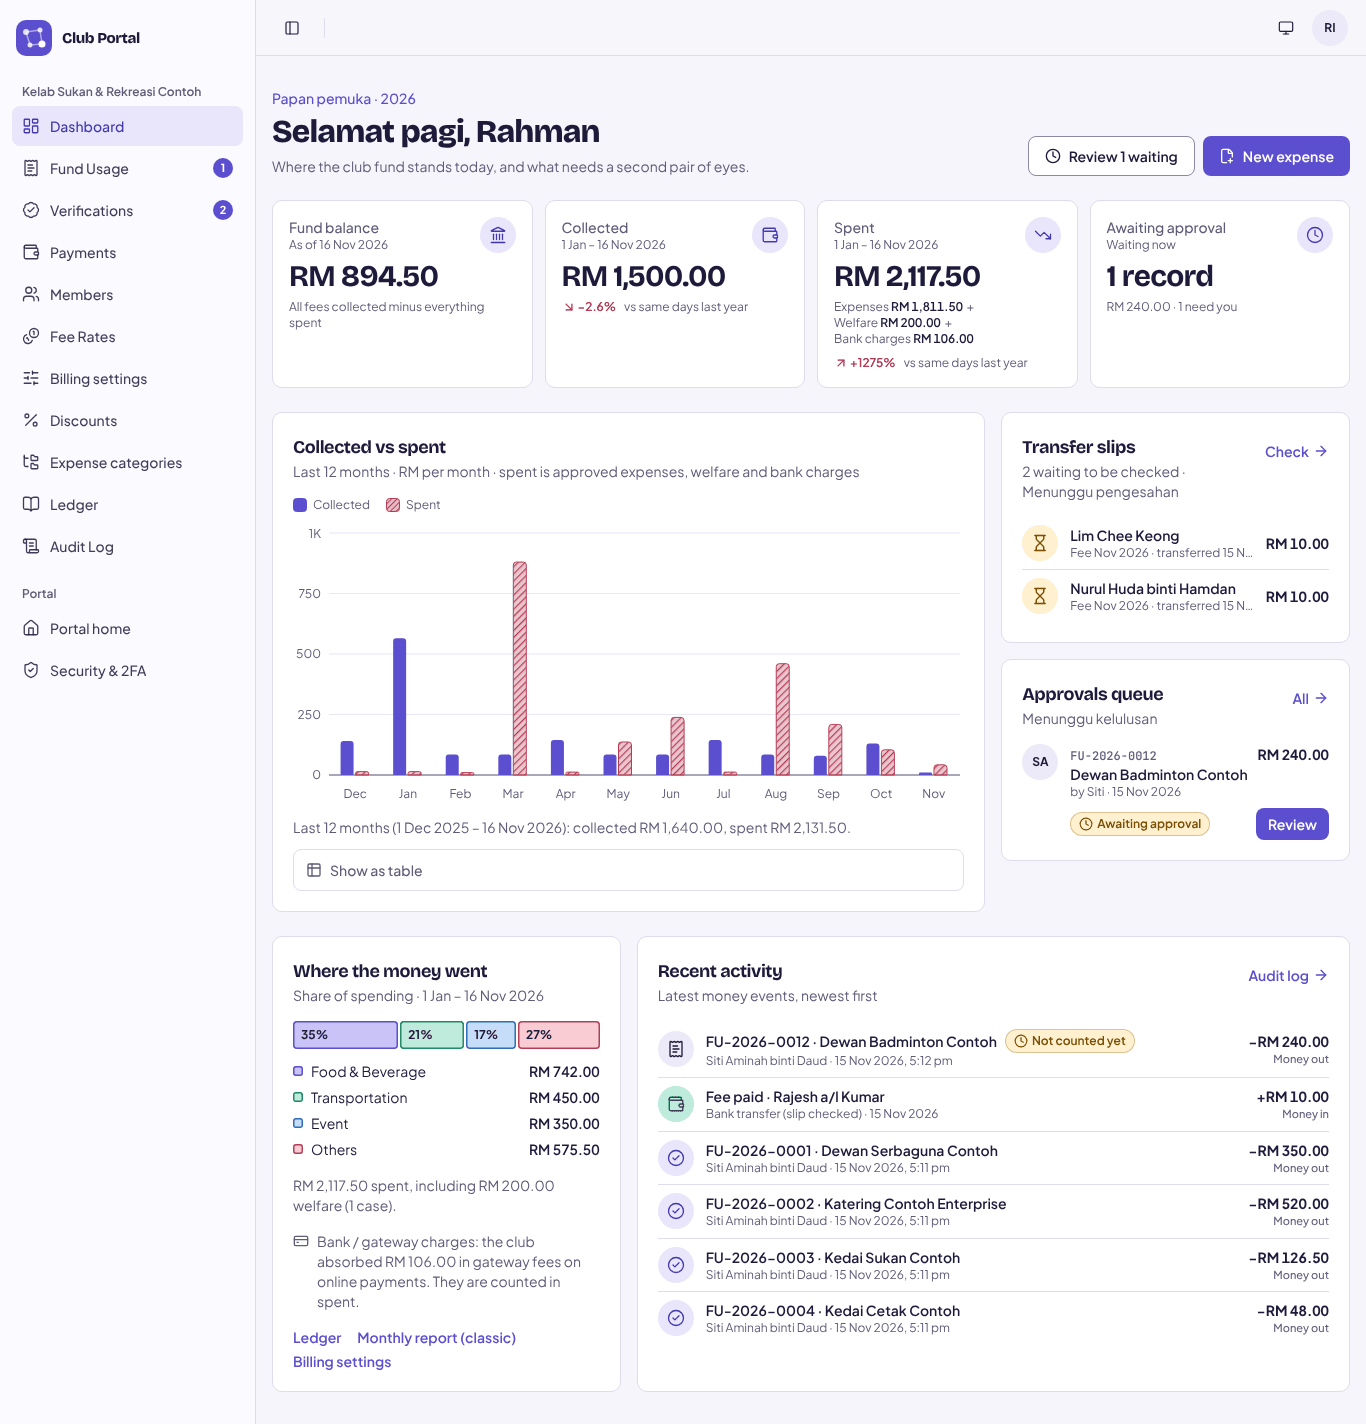 Club Portal
Kelab Sukan & Rekreasi Contoh
Dashboard
Fund Usage 1
Verifications 2
Payments
Members
Fee Rates
Billing settings
Discounts
Expense categories
Ledger
Audit Log
Portal
Portal home
Security & 2FA
RI
Papan pemuka · 2026
Selamat pagi, Rahman
Where the club fund stands today, and what needs a second pair of eyes.
Review 1 waiting
New expense
Fund balance
As of 16 Nov 2026
RM 894.50
All fees collected minus everything
spent
Collected
1 Jan – 16 Nov 2026
RM 1,500.00
−2.6% vs same days last year
Spent
1 Jan – 16 Nov 2026
RM 2,117.50
Expenses RM 1,811.50 +
Welfare RM 200.00 +
Bank charges RM 106.00
+1275% vs same days last year
Awaiting approval
Waiting now
1 record
RM 240.00 · 1 need you
Collected vs spent
Last 12 months · RM per month · spent is approved expenses, welfare and bank charges
Collected Spent
1K
750
500
250
0
Dec Jan Feb Mar Apr May Jun Jul Aug Sep Oct Nov
Last 12 months (1 Dec 2025 – 16 Nov 2026): collected RM 1,640.00, spent RM 2,131.50.
Show as table
Transfer slips
Check
2 waiting to be checked ·
Menunggu pengesahan
Lim Chee Keong
Fee Nov 2026 · transferred 15 N…
RM 10.00
Nurul Huda binti Hamdan
Fee Nov 2026 · transferred 15 N…
RM 10.00
Approvals queue
All
Menunggu kelulusan
SA
FU-2026-0012
RM 240.00
Dewan Badminton Contoh
by Siti · 15 Nov 2026
Awaiting approval
Review
Where the money went
Share of spending · 1 Jan – 16 Nov 2026
35% 21% 17% 27%
Food & Beverage RM 742.00
Transportation RM 450.00
Event RM 350.00
Others RM 575.50
RM 2,117.50 spent, including RM 200.00
welfare (1 case).
Bank / gateway charges: the club
absorbed RM 106.00 in gateway fees on
online payments. They are counted in
spent.
Ledger Monthly report (classic)
Billing settings
Recent activity
Audit log
Latest money events, newest first
FU-2026-0012 · Dewan Badminton Contoh Not counted yet
Siti Aminah binti Daud · 15 Nov 2026, 5:12 pm
−RM 240.00
Money out
Fee paid · Rajesh a/l Kumar
Bank transfer (slip checked) · 15 Nov 2026
+RM 10.00
Money in
FU-2026-0001 · Dewan Serbaguna Contoh
Siti Aminah binti Daud · 15 Nov 2026, 5:11 pm
−RM 350.00
Money out
FU-2026-0002 · Katering Contoh Enterprise
Siti Aminah binti Daud · 15 Nov 2026, 5:11 pm
−RM 520.00
Money out
FU-2026-0003 · Kedai Sukan Contoh
Siti Aminah binti Daud · 15 Nov 2026, 5:11 pm
−RM 126.50
Money out
FU-2026-0004 · Kedai Cetak Contoh
Siti Aminah binti Daud · 15 Nov 2026, 5:11 pm
−RM 48.00
Money out